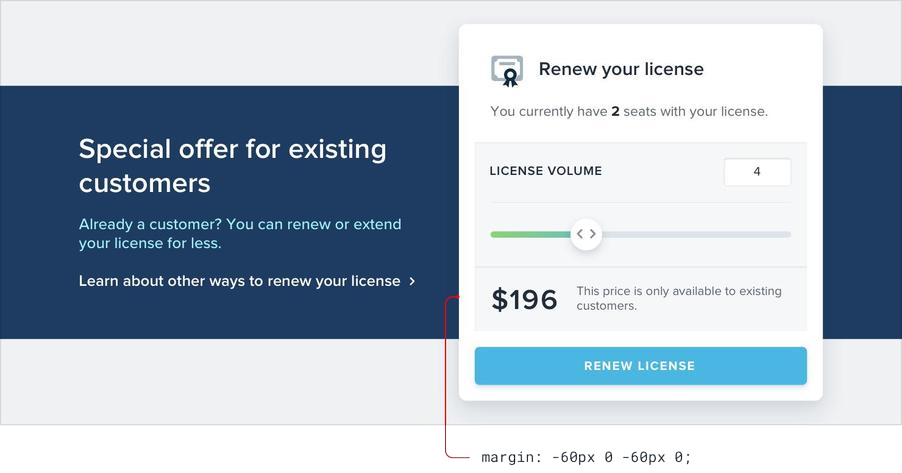 Special offer for existing
customers
Already a customer? You can renew or extend
your license for less.
Learn about other ways to renew your license
Renew your license
You currently have 2 seats with your license.
LICENSE VOLUME
4
$196
This price is only available to existing
customers.
RENEW LICENSE
margin: -60px 0 -60px 0;